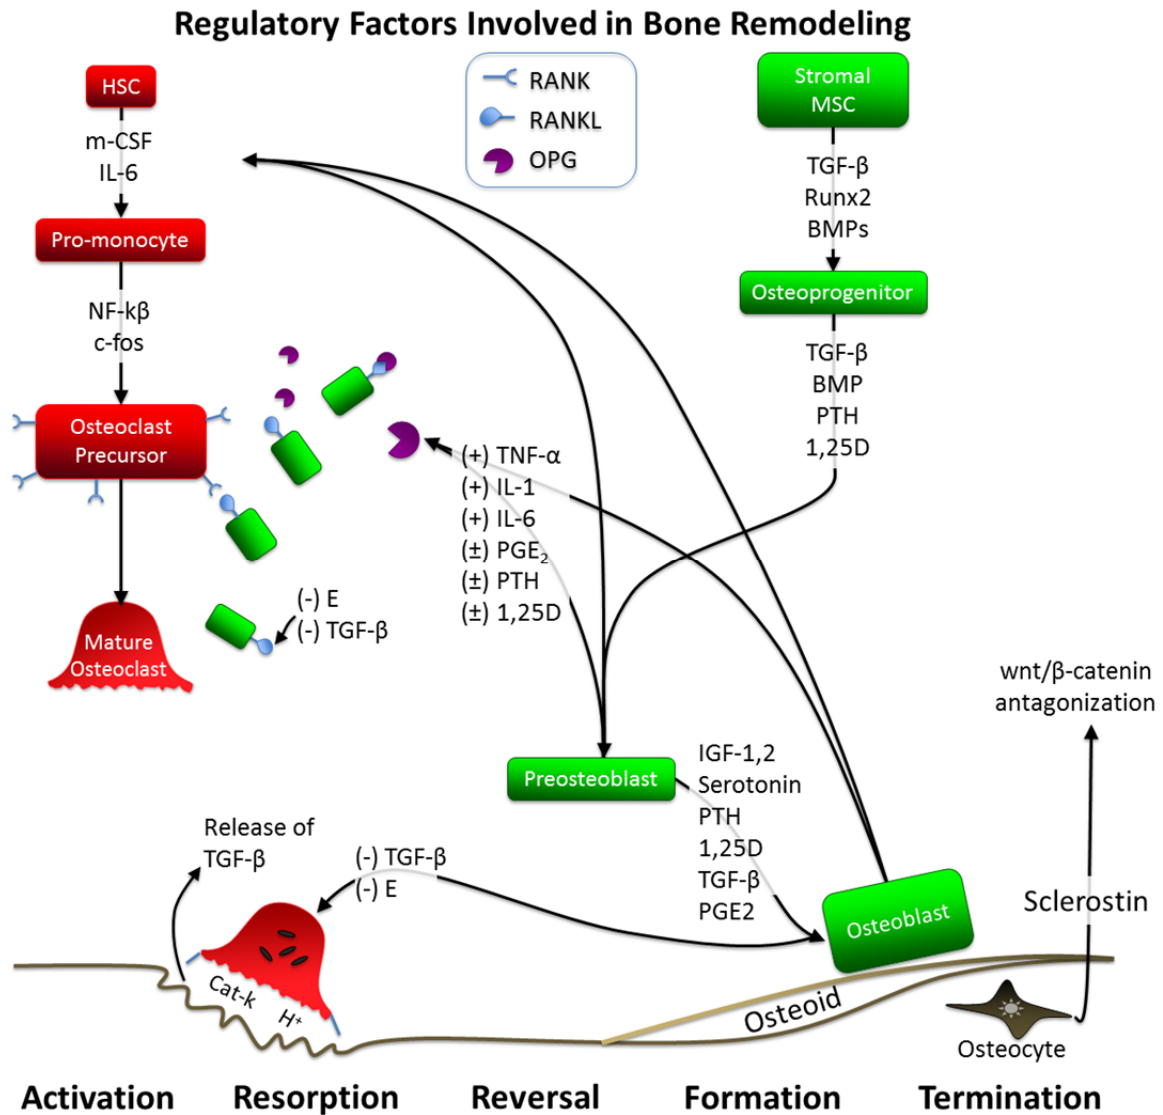 Regulatory Factors Involved in Bone Remodeling
HSC
m-CSF
IL-6
Pro-monocyte
NF-kβ
c-fos
Osteoclast
Precursor
Mature
Osteoclast
RANK
RANKL
OPG
Stromal
MSC
TGF-β
Runx2
BMPs
Osteoprogenitor
TGF-β
BMP
PTH
1,25D
(+) TNF-α
(+) IL-1
(+) IL-6
(±) PGE₂
(±) PTH
(±) 1,25D
(-) E
(-) TGF-β
wnt/β-catenin
antagonization
Preosteoblast
IGF-1,2
Serotonin
PTH
1,25D
TGF-β
PGE2
Release of
TGF-β
(-) TGF-β
(-) E
Osteoblast
Sclerostin
Cat-k
H⁺
Osteoid
Osteocyte
Activation Resorption Reversal Formation Termination